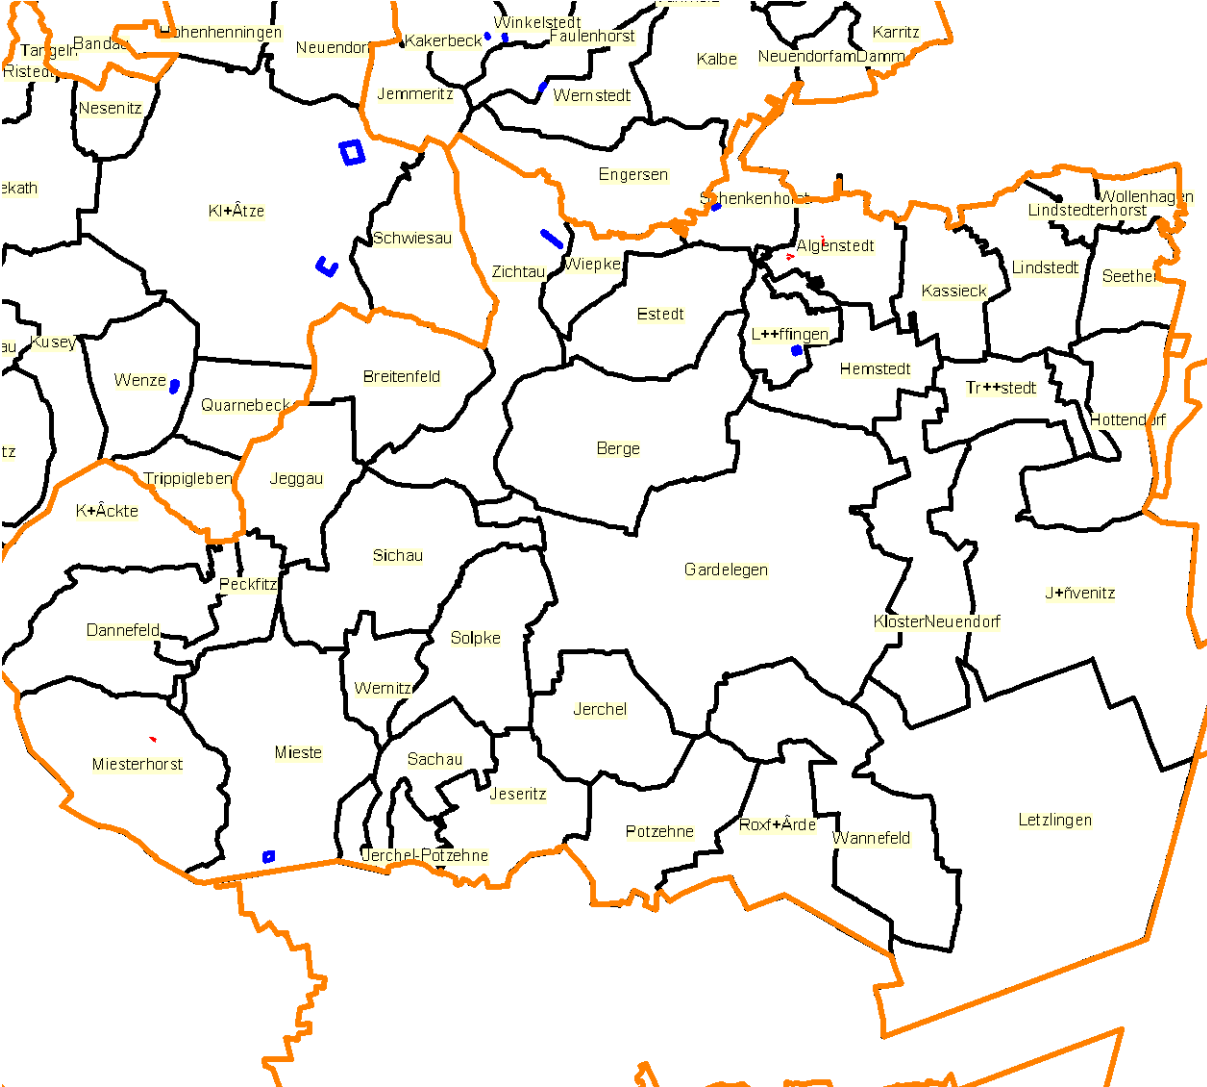 Winkelstedt
Hohenhenningen
Karritz
Faulenhorst
Kakerbeck
Tangeln
Neuendorf
Kalbe
NeuendorfamDamm
Jemmeritz
Wernstedt
Nesenitz
Engersen
ekath
Wollenhagen
Schenkenhorst
Kl+Âtze
Lindstedterhorst
Schwiesau
Algenstedt
Wiepke
Lindstedt
Zichtau
Seethen
Kassieck
Estedt
L++ffingen
Kusey
au
Hemstedt
Breitenfeld
Wenze
Tr++stedt
Quarnebeck
Hottendorf
Berge
tz
Trippigleben
Jeggau
K+Âckte
Sichau
Gardelegen
Peckfitz
J+ñvenitz
KlosterNeuendorf
Dannefeld
Solpke
Wernitz
Jerchel
Mieste
Sachau
Miesterhorst
Jeseritz
Letzlingen
Roxf+Ârde
Potzehne
Wannefeld
Jerchel-Potzehne